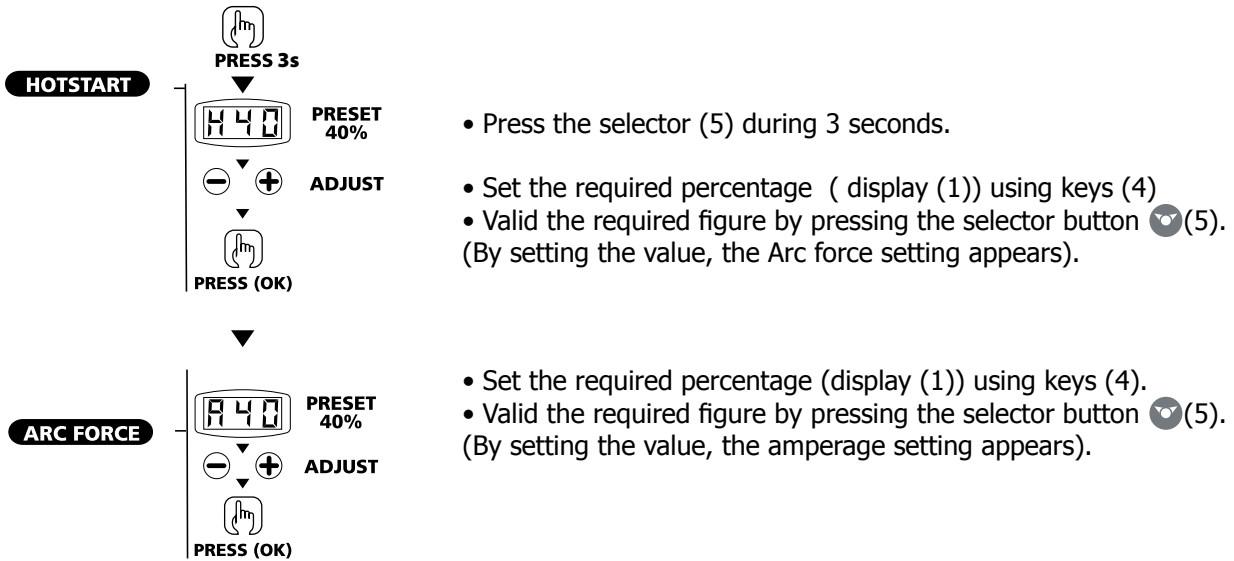 PRESS 3s
HOTSTART
H40
PRESET
40%
ADJUST
PRESS (OK)
• Press the selector (5) during 3 seconds.
• Set the required percentage ( display (1)) using keys (4)
• Valid the required figure by pressing the selector button (5).
(By setting the value, the Arc force setting appears).
ARC FORCE
A40
PRESET
40%
ADJUST
PRESS (OK)
• Set the required percentage (display (1)) using keys (4).
• Valid the required figure by pressing the selector button (5).
(By setting the value, the amperage setting appears).